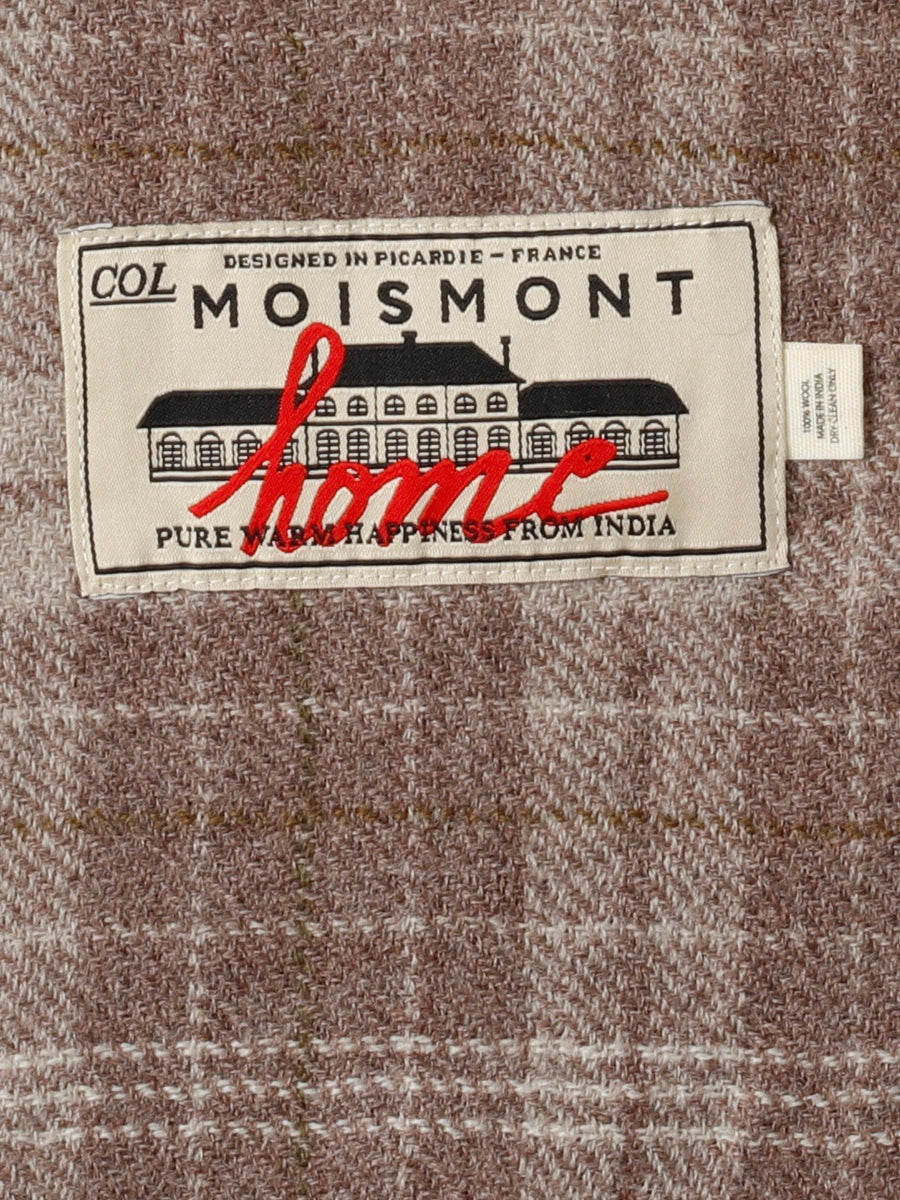 DESIGNED IN PICARDIE – FRANCE
COL
MOISMONT
home
PURE WARM HAPPINESS FROM INDIA
100% WOOL
MADE IN INDIA
DRY-CLEAN ONLY